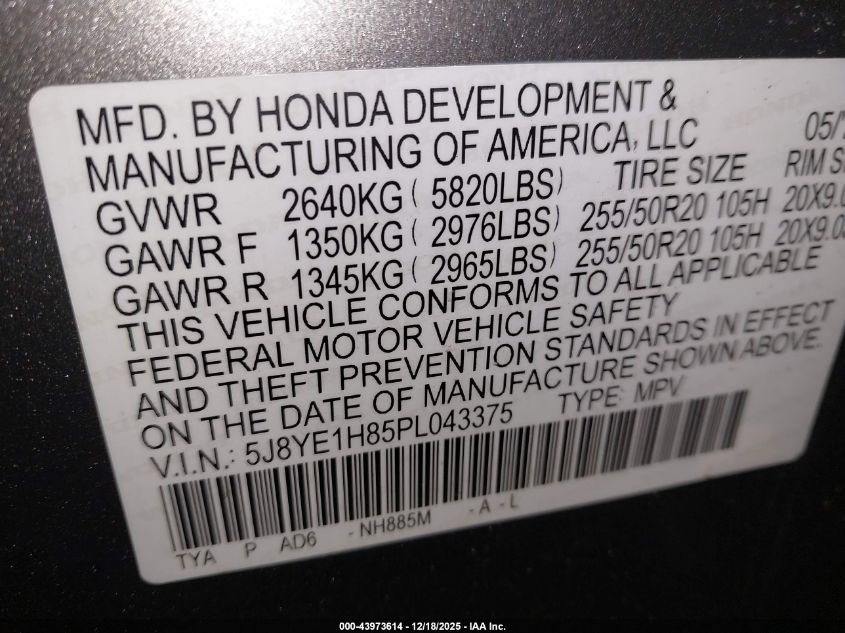 MFD. BY HONDA DEVELOPMENT &
MANUFACTURING OF AMERICA, LLC 05/
GVWR 2640KG ( 5820LBS) TIRE SIZE RIM
GAWR F 1350KG ( 2976LBS) 255/50R20 105H 20X9.
GAWR R 1345KG ( 2965LBS) 255/50R20 105H 20X9.
THIS VEHICLE CONFORMS TO ALL APPLICABLE
FEDERAL MOTOR VEHICLE SAFETY
AND THEFT PREVENTION STANDARDS IN EFFECT
ON THE DATE OF MANUFACTURE SHOWN ABOVE.
V.I.N.: 5J8YE1H85PL043375 TYPE: MPV
TYA P AD6 -NH885M -A -L
000-43973614 - 12/18/2025 - IAA Inc.